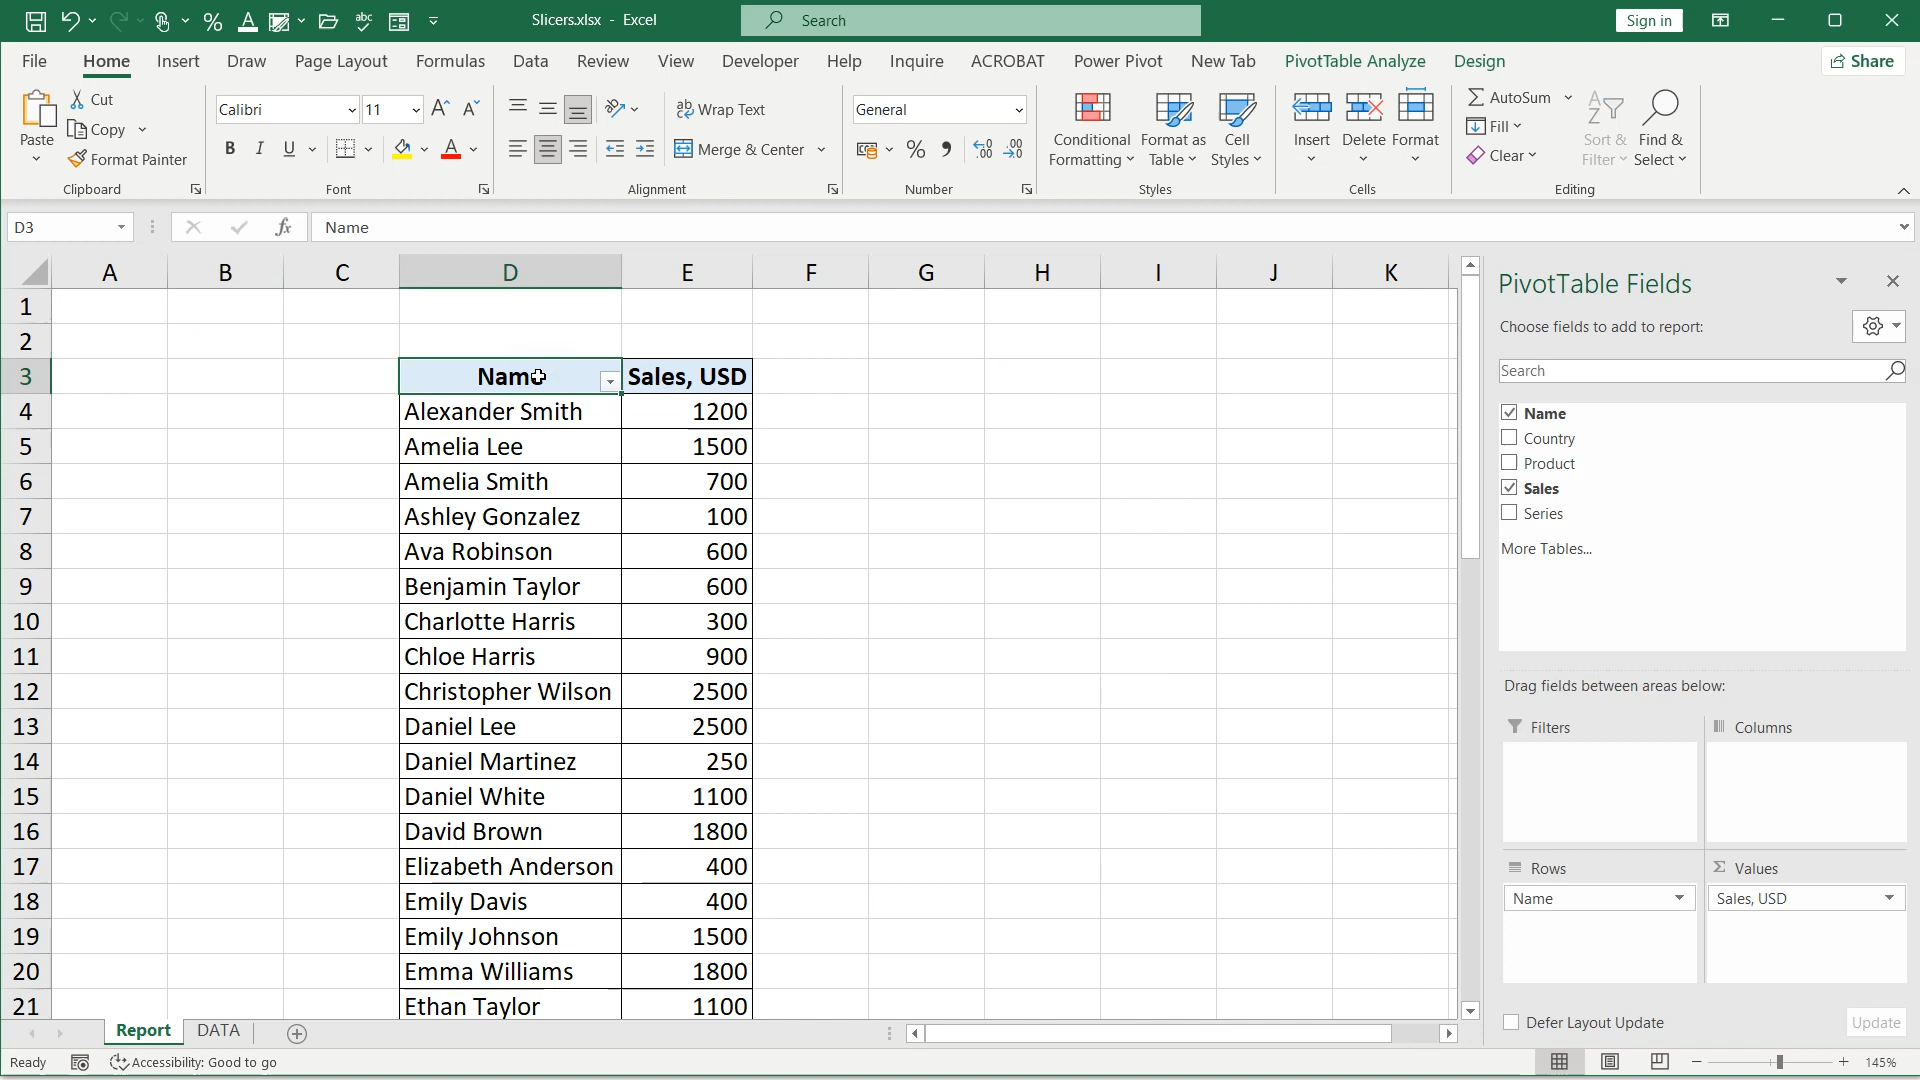 Slicers.xlsx - Excel
Search
Sign in
File Home Insert Draw Page Layout Formulas Data Review View Developer Help Inquire ACROBAT Power Pivot New Tab PivotTable Analyze Design Share
Paste
Cut
Copy
Format Painter
Clipboard
Calibri 11
B I U
Font
Wrap Text
Merge & Center
Alignment
General
Number
Conditional Formatting
Format as Table
Cell Styles
Styles
Insert
Delete
Format
Cells
AutoSum
Fill
Clear
Sort & Filter
Find & Select
Editing
D3
fx
Name
A B C D E F G H I J K
1
2
3 Name Sales, USD
4 Alexander Smith 1200
5 Amelia Lee 1500
6 Amelia Smith 700
7 Ashley Gonzalez 100
8 Ava Robinson 600
9 Benjamin Taylor 600
10 Charlotte Harris 300
11 Chloe Harris 900
12 Christopher Wilson 2500
13 Daniel Lee 2500
14 Daniel Martinez 250
15 Daniel White 1100
16 David Brown 1800
17 Elizabeth Anderson 400
18 Emily Davis 400
19 Emily Johnson 1500
20 Emma Williams 1800
21 Ethan Taylor 1100
PivotTable Fields
Choose fields to add to report:
Search
Name
Country
Product
Sales
Series
More Tables...
Drag fields between areas below:
Filters
Columns
Rows
Name
Values
Sales, USD
Defer Layout Update
Update
Report DATA
Ready
Accessibility: Good to go
145%